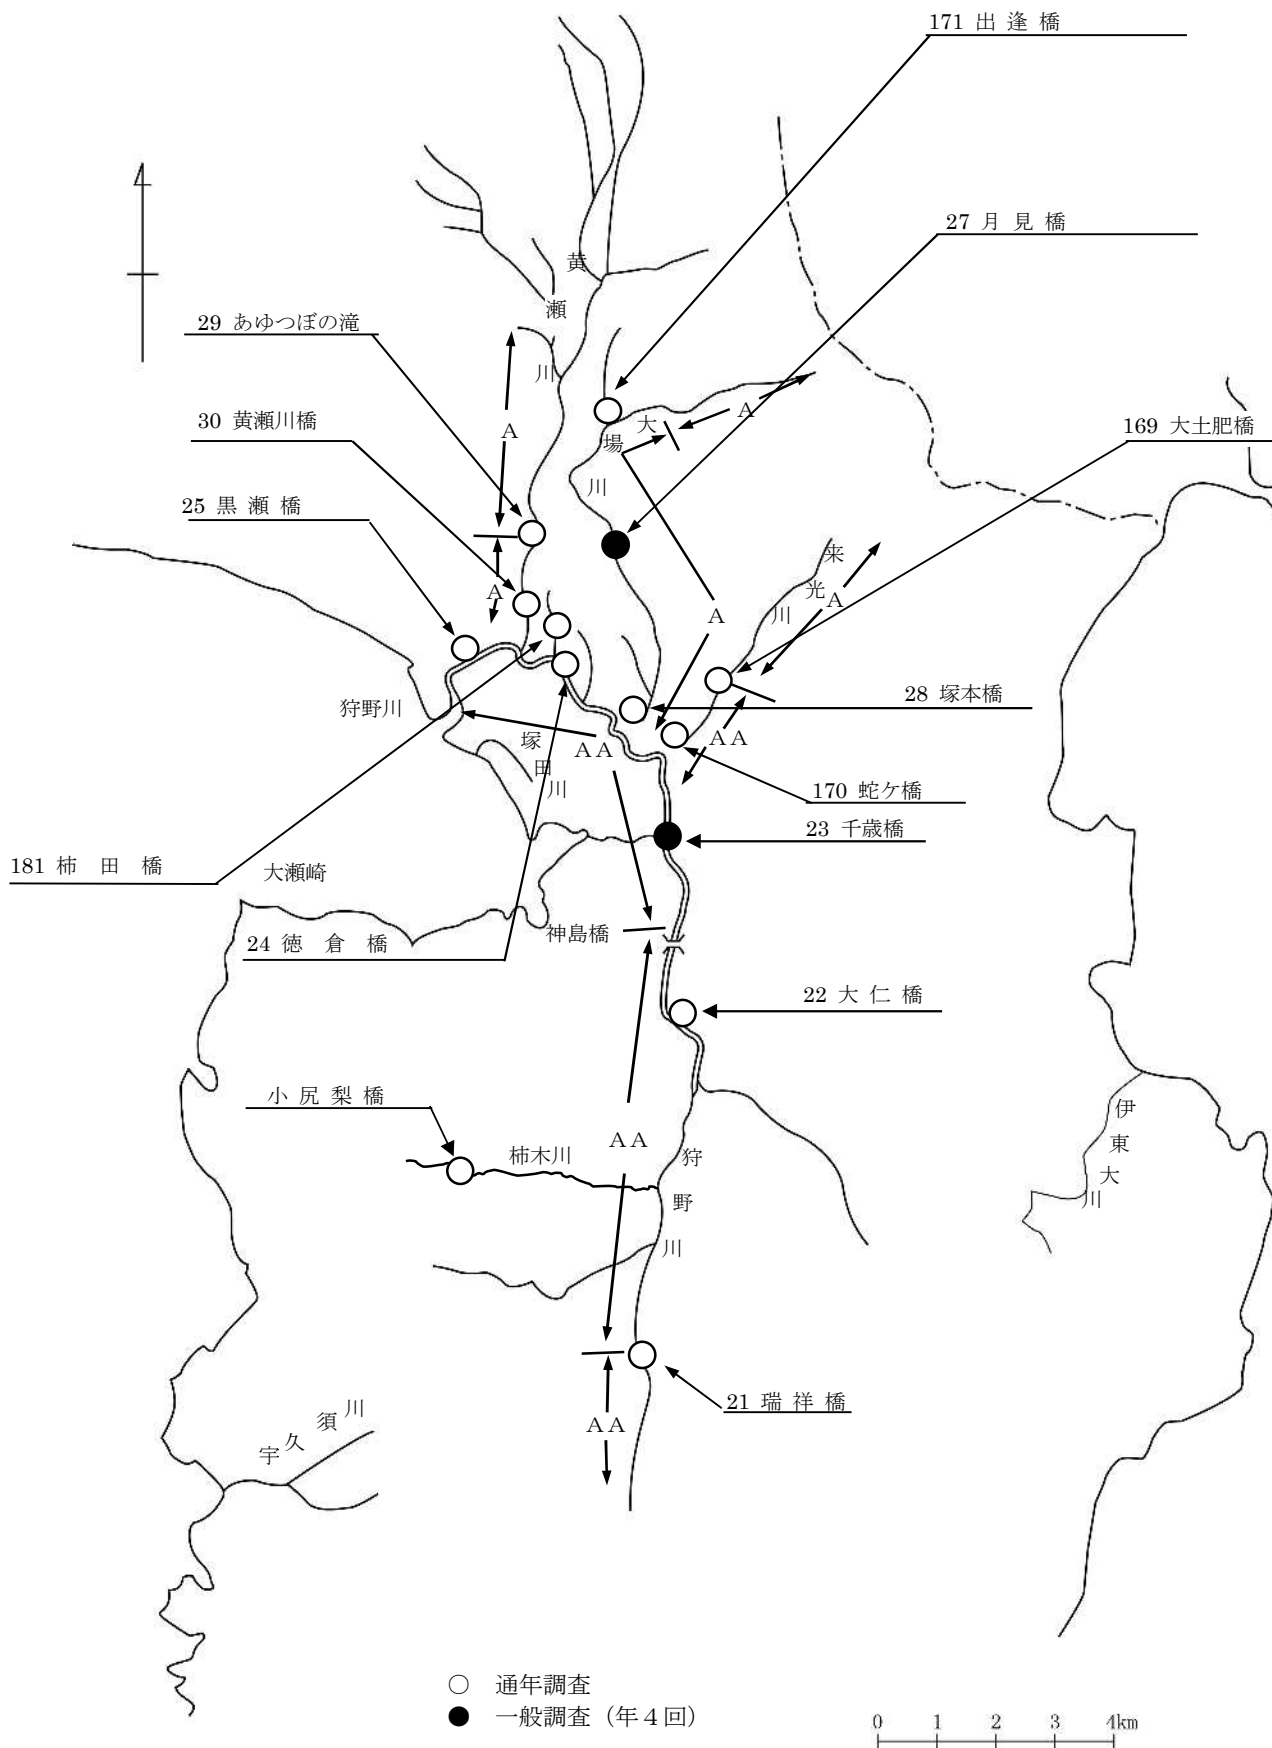 171 出 逢 橋
27 月 見 橋
黄瀬川
29 あゆつぼの滝
A
大場川
A
30 黄瀬川橋
169 大土肥橋
25 黒 瀬 橋
来光川
A
A
A
28 塚本橋
狩野川
AA
AA
塚田川
170 蛇ケ橋
23 千歳橋
181 柿 田 橋
大瀬崎
神島橋
24 徳 倉 橋
22 大 仁 橋
小 尻 梨 橋
伊東大川
AA
柿木川
狩野川
21 瑞 祥 橋
AA
宇久須川
○ 通年調査
● 一般調査（年４回）
0 1 2 3 4km